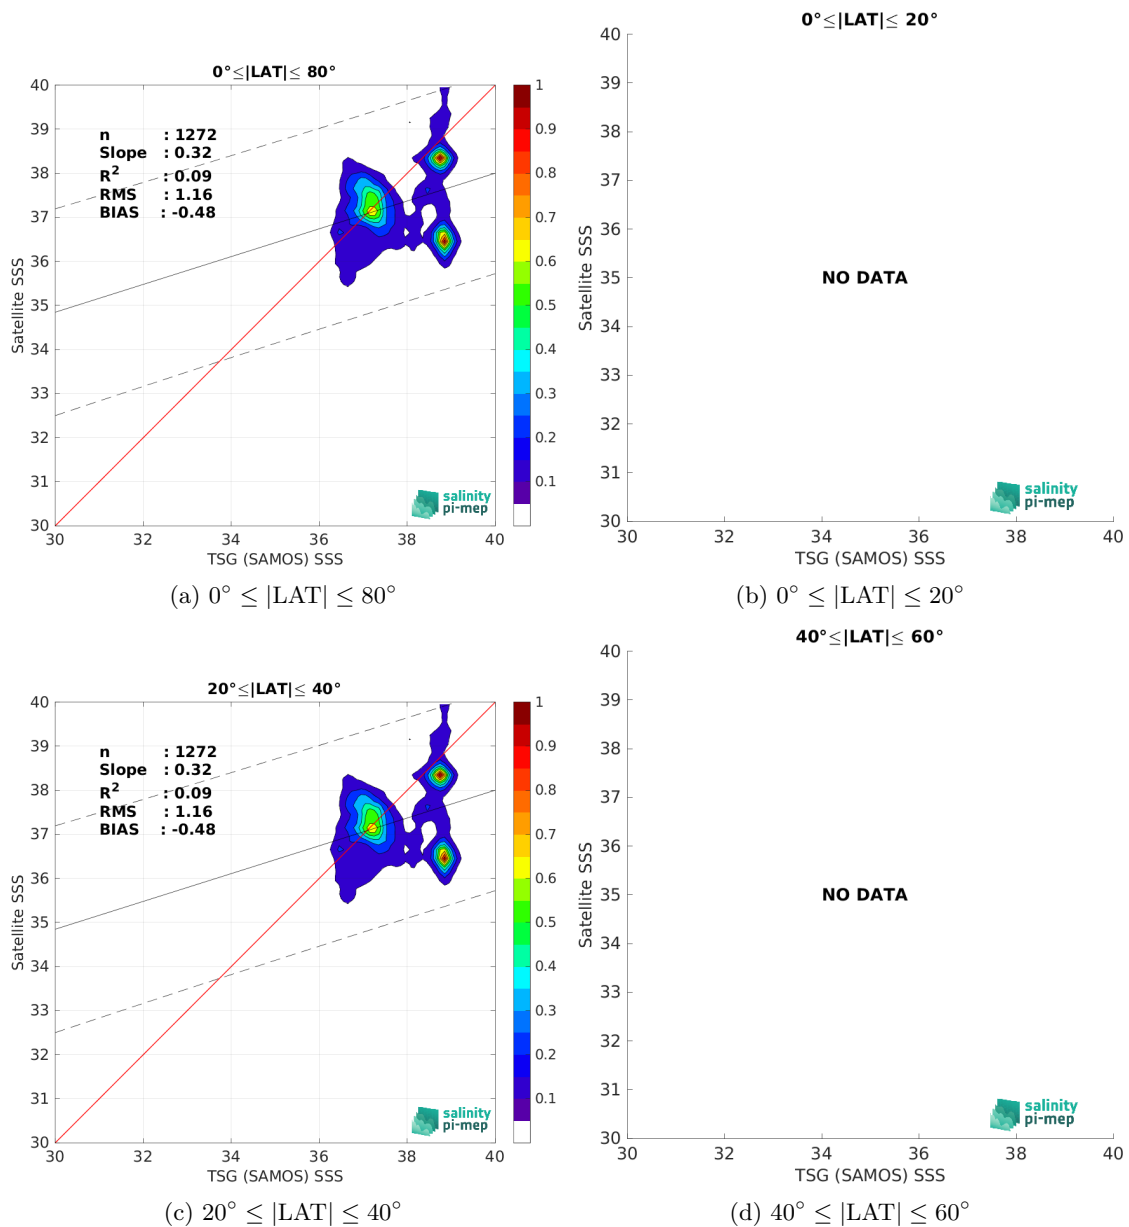 0°≤|LAT|≤ 80°
40
39
38
37
36
35
34
33
32
31
30
Satellite SSS
n : 1272
Slope : 0.32
R² : 0.09
RMS : 1.16
BIAS : -0.48
salinity
pi-mep
30 32 34 36 38 40
TSG (SAMOS) SSS
1
0.9
0.8
0.7
0.6
0.5
0.4
0.3
0.2
0.1
(a) 0° ≤ |LAT| ≤ 80°
0°≤|LAT|≤ 20°
40
39
38
37
36
35
34
33
32
31
30
Satellite SSS
NO DATA
salinity
pi-mep
30 32 34 36 38 40
TSG (SAMOS) SSS
(b) 0° ≤ |LAT| ≤ 20°
20°≤|LAT|≤ 40°
40
39
38
37
36
35
34
33
32
31
30
Satellite SSS
n : 1272
Slope : 0.32
R² : 0.09
RMS : 1.16
BIAS : -0.48
salinity
pi-mep
30 32 34 36 38 40
TSG (SAMOS) SSS
1
0.9
0.8
0.7
0.6
0.5
0.4
0.3
0.2
0.1
(c) 20° ≤ |LAT| ≤ 40°
40°≤|LAT|≤ 60°
40
39
38
37
36
35
34
33
32
31
30
Satellite SSS
NO DATA
salinity
pi-mep
30 32 34 36 38 40
TSG (SAMOS) SSS
(d) 40° ≤ |LAT| ≤ 60°